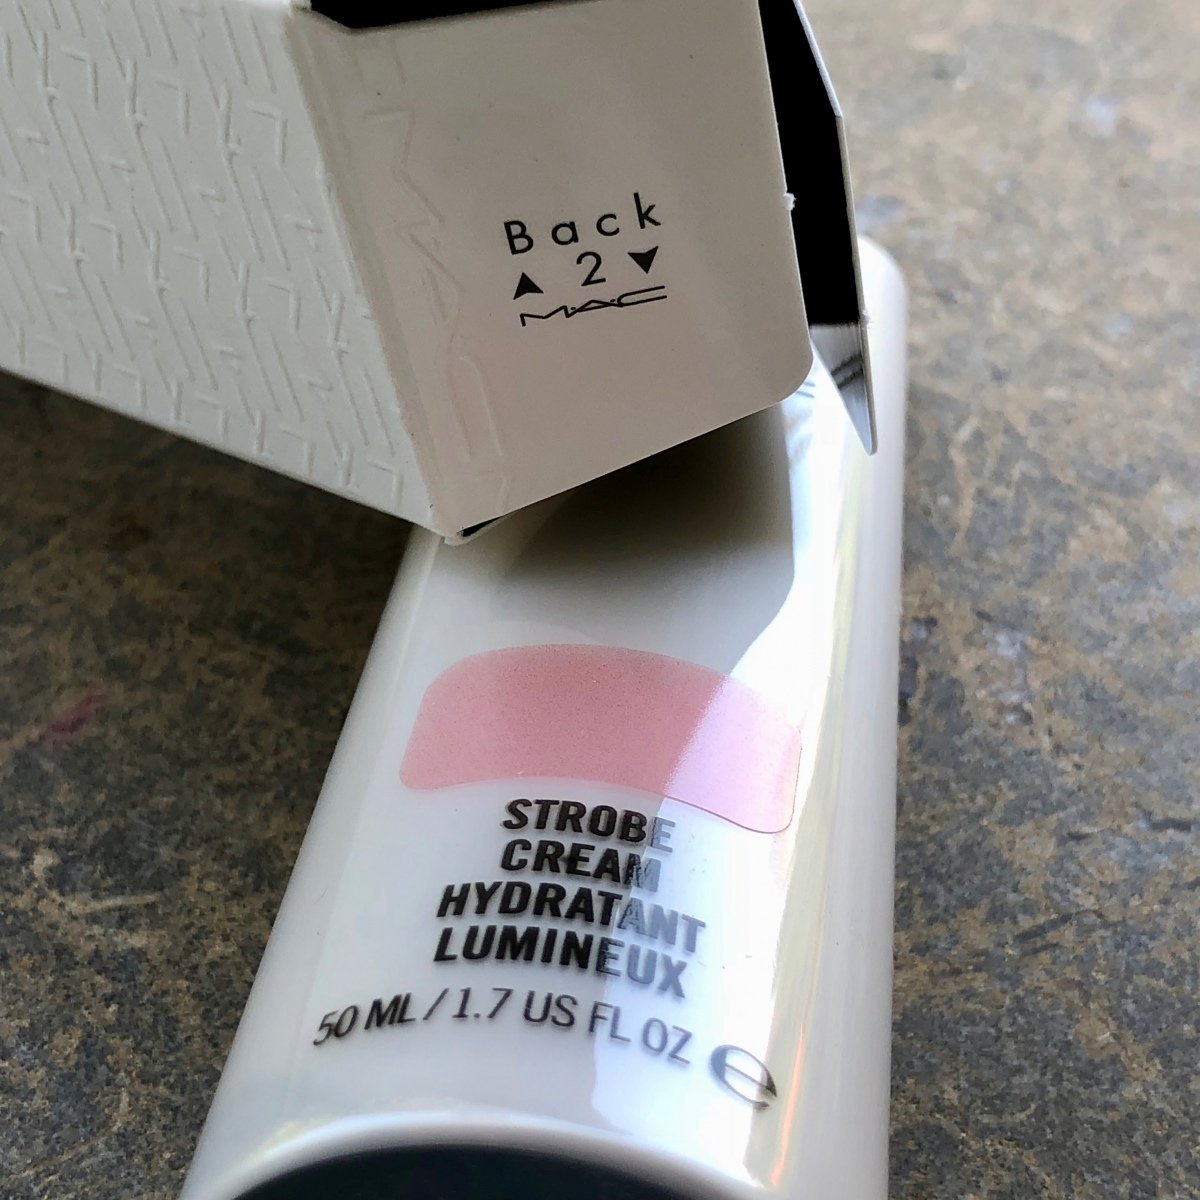 Back
▲ 2 ▼
MAC
STROBE
CREAM
HYDRATANT
LUMINEUX
50 ML / 1.7 US FL OZ ℮